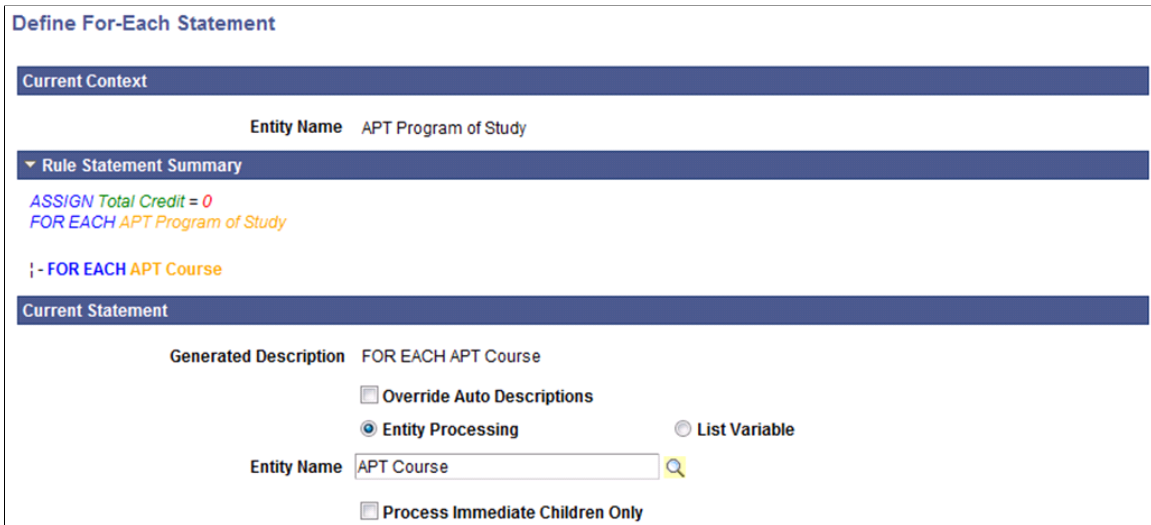 Define For-Each Statement
Current Context
Entity Name APT Program of Study
Rule Statement Summary
ASSIGN Total Credit = 0
FOR EACH APT Program of Study
¦ - FOR EACH APT Course
Current Statement
Generated Description FOR EACH APT Course
Override Auto Descriptions
Entity Processing List Variable
Entity Name APT Course
Process Immediate Children Only